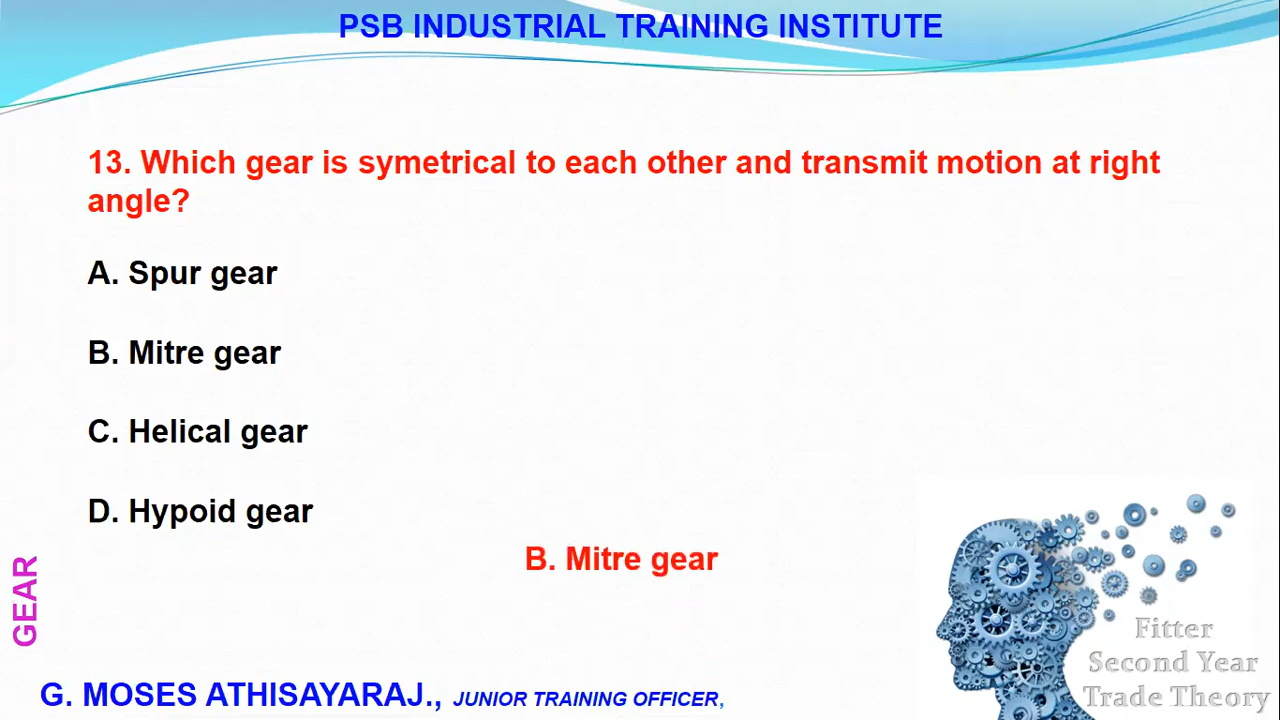 PSB INDUSTRIAL TRAINING INSTITUTE
13. Which gear is symetrical to each other and transmit motion at right
angle?
A. Spur gear
B. Mitre gear
C. Helical gear
D. Hypoid gear
B. Mitre gear
GEAR
Fitter
Second Year
Trade Theory
G. MOSES ATHISAYARAJ., JUNIOR TRAINING OFFICER,